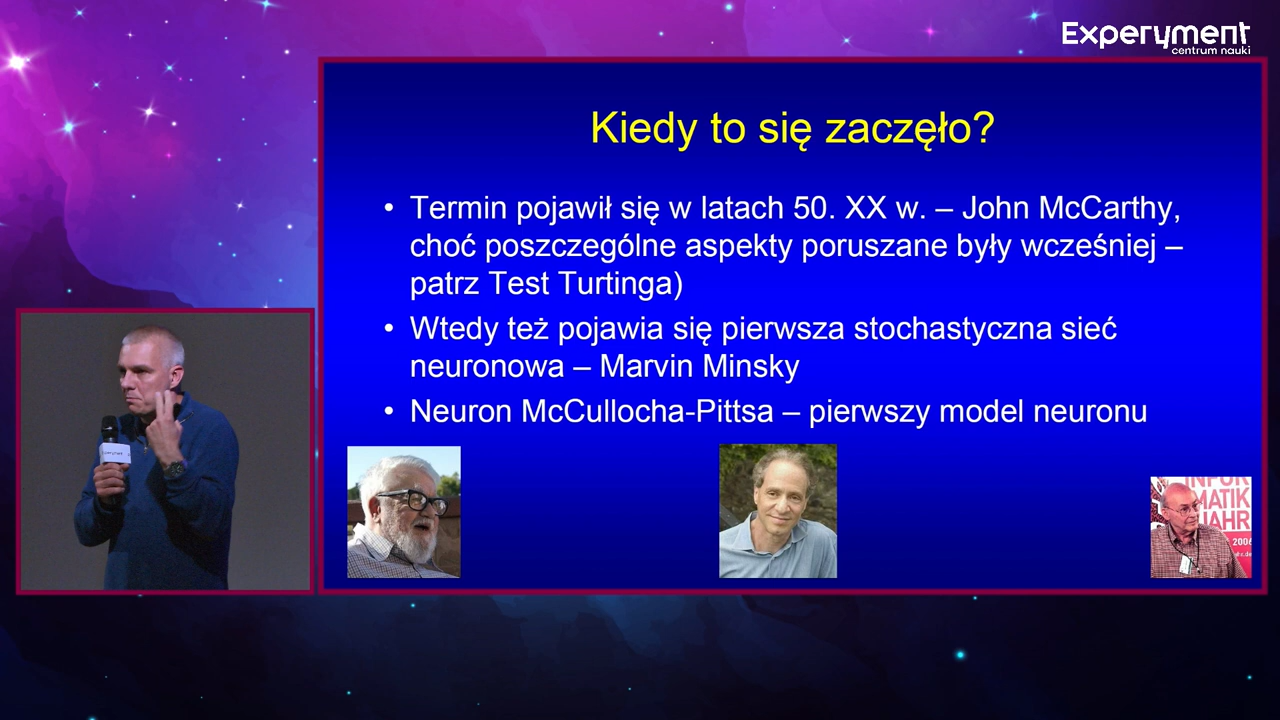 Experyment
centrum nauki
Kiedy to się zaczęło?
• Termin pojawił się w latach 50. XX w. – John McCarthy,
choć poszczególne aspekty poruszane były wcześniej –
patrz Test Turtinga)
• Wtedy też pojawia się pierwsza stochastyczna sieć
neuronowa – Marvin Minsky
• Neuron McCullocha-Pittsa – pierwszy model neuronu
MATIK
JAHR
2006